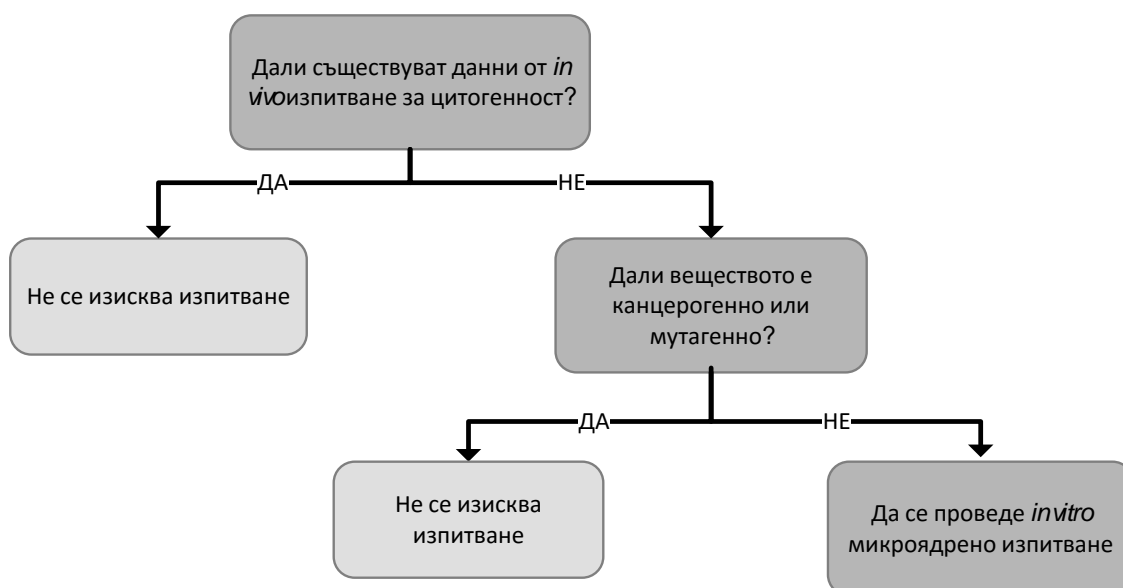 Дали съществуват данни от in
vivoизпитване за цитогенност?
ДА
НЕ
Не се изисква изпитване
Дали веществото е
канцерогенно или
мутагенно?
ДА
НЕ
Не се изисква
изпитване
Да се проведе invitro
микроядрено изпитване